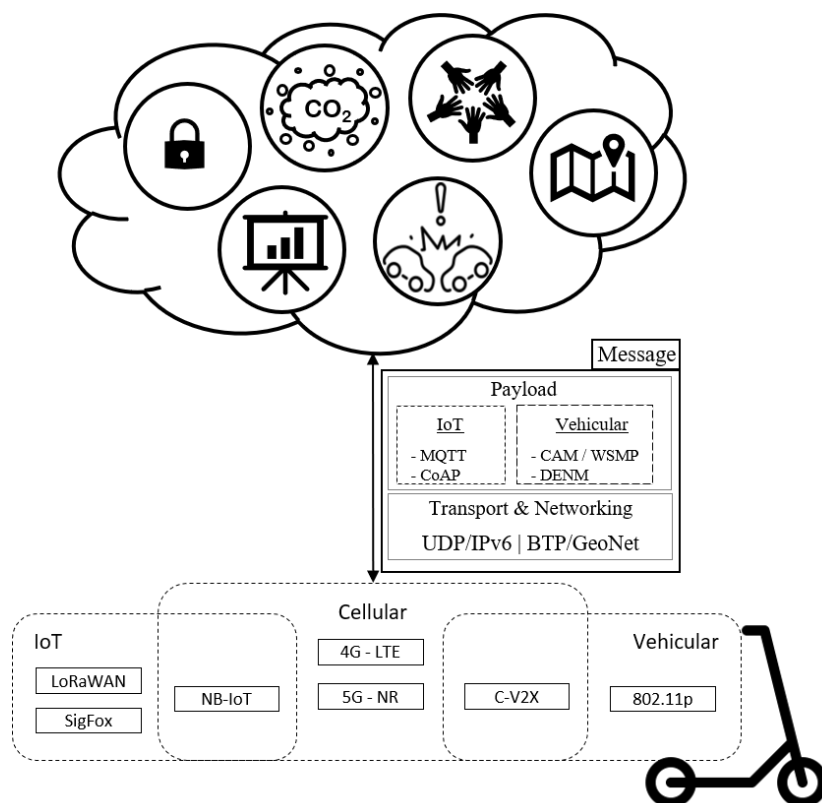 CO2
Message
Payload
IoT
- MQTT
- CoAP
Vehicular
- CAM / WSMP
- DENM
Transport & Networking
UDP/IPv6 | BTP/GeoNet
Cellular
IoT
Vehicular
4G - LTE
LoRaWAN
NB-IoT
5G - NR
C-V2X
802.11p
SigFox